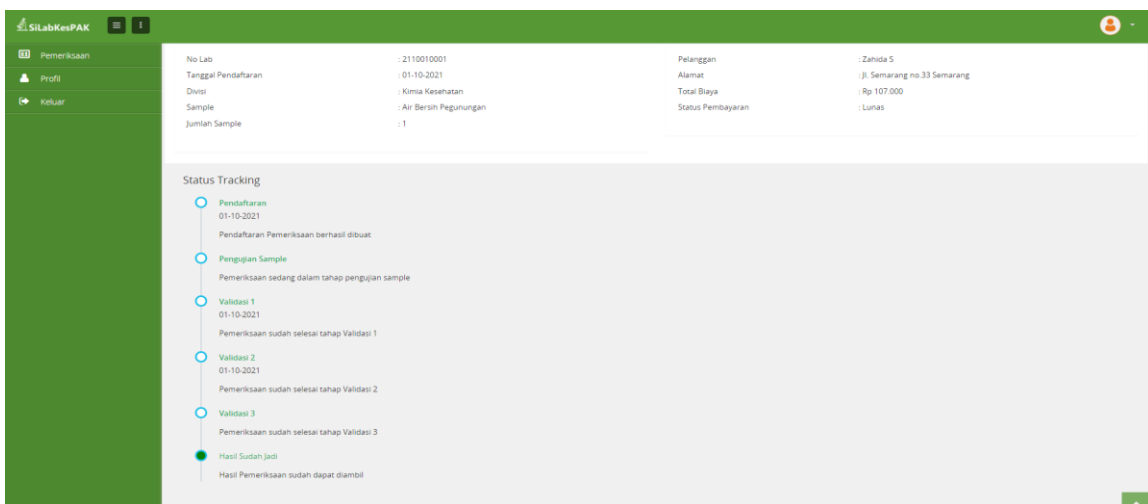 SiLabKesPAK
Pemeriksaan
Profil
Keluar
No Lab : 2110010001
Tanggal Pendaftaran : 01-10-2021
Divisi : Kimia Kesehatan
Sample : Air Bersih Pegunungan
Jumlah Sample : 1
Pelanggan : Zahida S
Alamat : Jl. Semarang no.33 Semarang
Total Biaya : Rp 107.000
Status Pembayaran : Lunas
Status Tracking
Pendaftaran
01-10-2021
Pendaftaran Pemeriksaan berhasil dibuat
Pengujian Sample
Pemeriksaan sedang dalam tahap pengujian sample
Validasi 1
01-10-2021
Pemeriksaan sudah selesai tahap Validasi 1
Validasi 2
01-10-2021
Pemeriksaan sudah selesai tahap Validasi 2
Validasi 3
Pemeriksaan sudah selesai tahap Validasi 3
Hasil Sudah Jadi
Hasil Pemeriksaan sudah dapat diambil